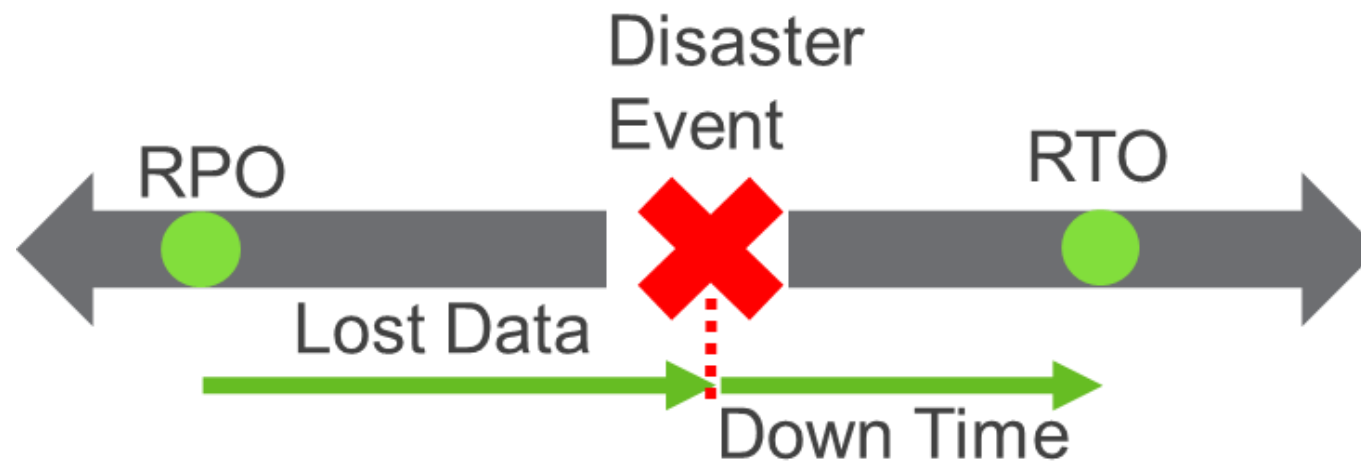 Disaster
Event
RPO
RTO
Lost Data
Down Time